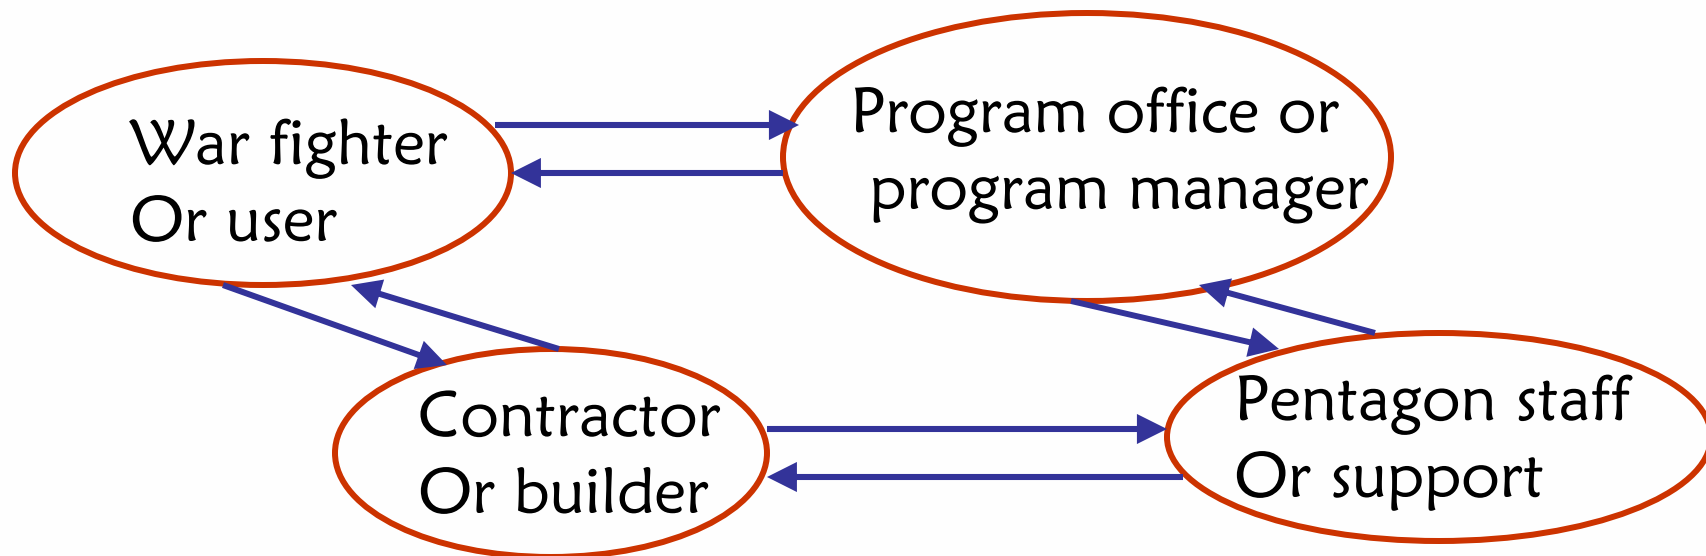 War fighter
Or user
Program office or
program manager
Contractor
Or builder
Pentagon staff
Or support